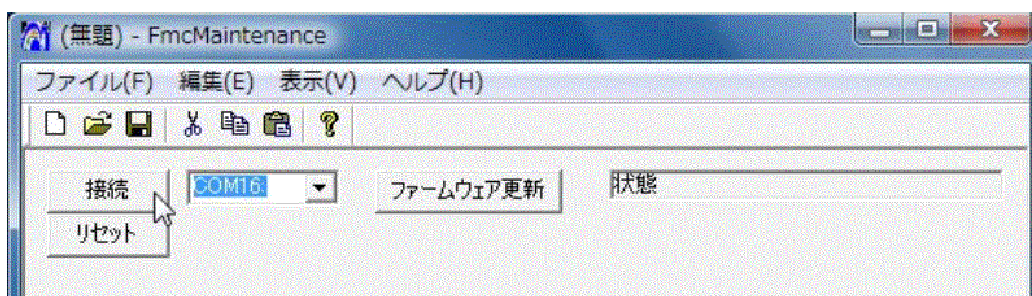 (無題) - FmcMaintenance
ファイル(F) 編集(E) 表示(V) ヘルプ(H)
接続 COM16: ファームウェア更新 状態
リセット